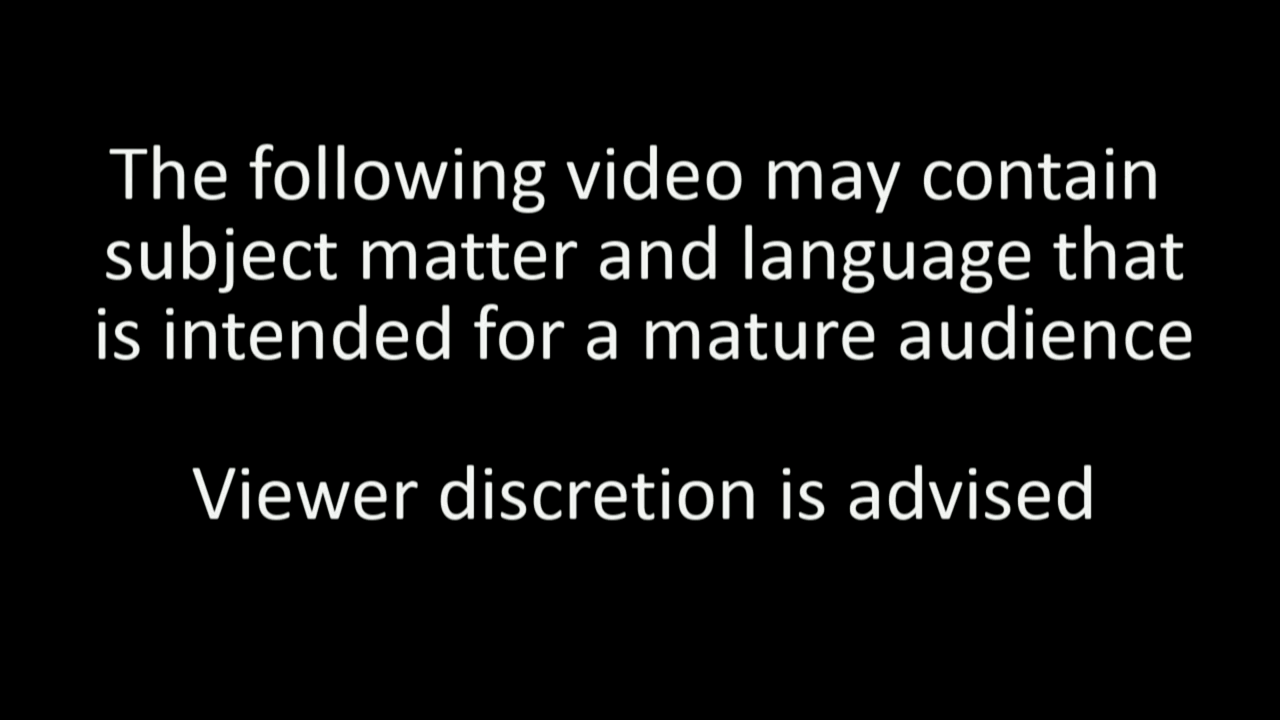 The following video may contain
subject matter and language that
is intended for a mature audience
Viewer discretion is advised